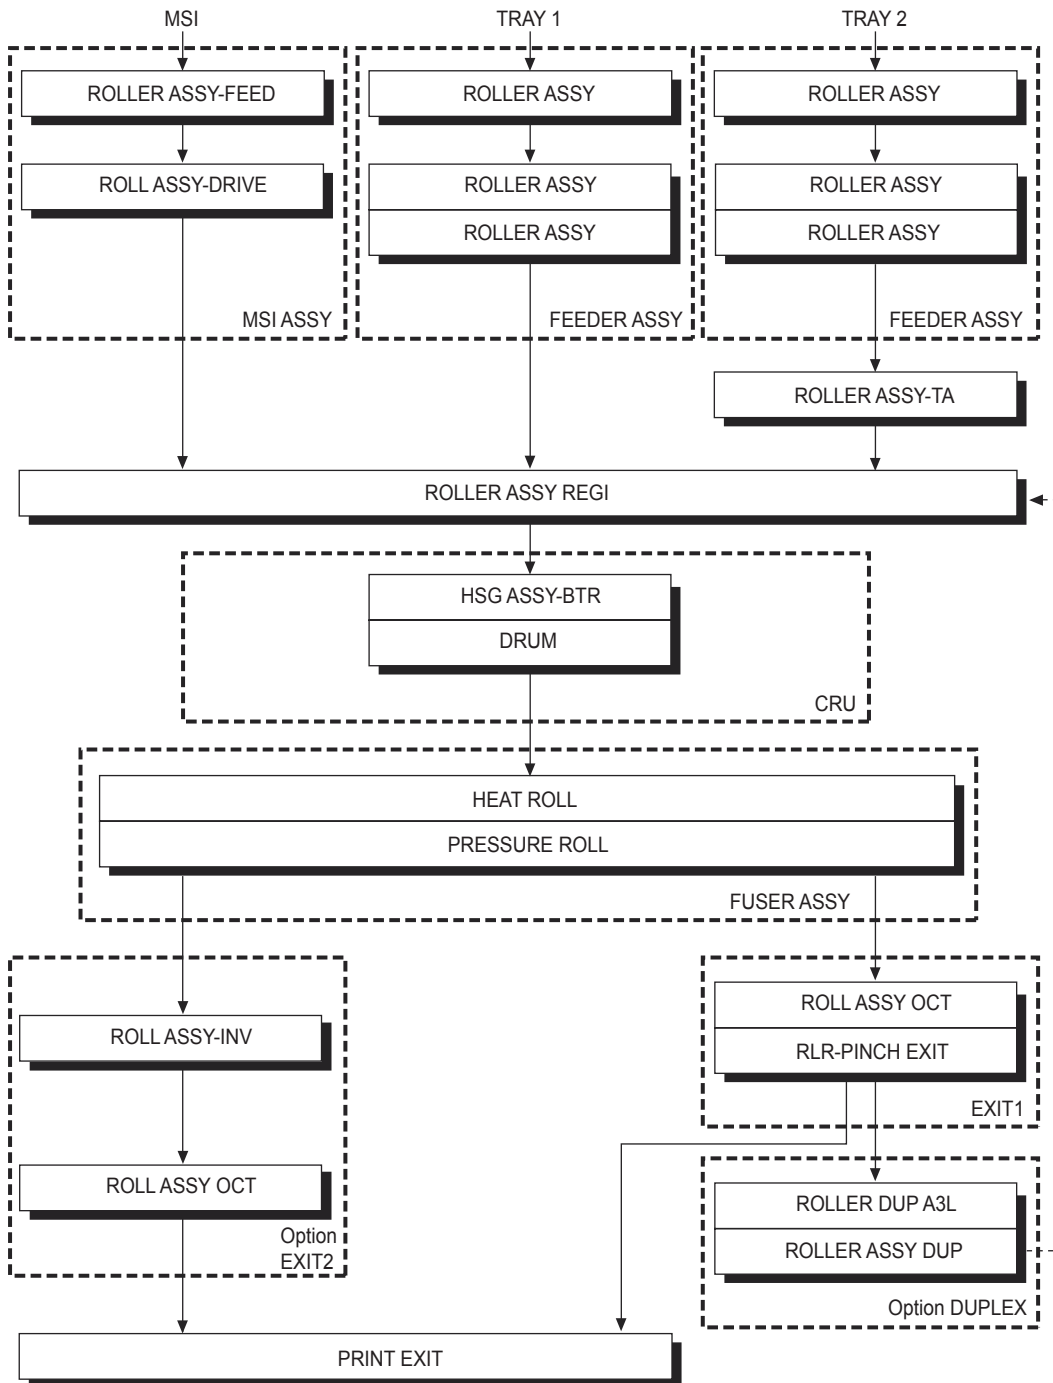 MSI
TRAY 1
TRAY 2
ROLLER ASSY-FEED
ROLLER ASSY
ROLLER ASSY
ROLL ASSY-DRIVE
ROLLER ASSY
ROLLER ASSY
ROLLER ASSY
ROLLER ASSY
MSI ASSY
FEEDER ASSY
FEEDER ASSY
ROLLER ASSY-TA
ROLLER ASSY REGI
HSG ASSY-BTR
DRUM
CRU
HEAT ROLL
PRESSURE ROLL
FUSER ASSY
ROLL ASSY-INV
ROLL ASSY OCT
Option
EXIT2
ROLL ASSY OCT
RLR-PINCH EXIT
EXIT1
ROLLER DUP A3L
ROLLER ASSY DUP
Option DUPLEX
PRINT EXIT